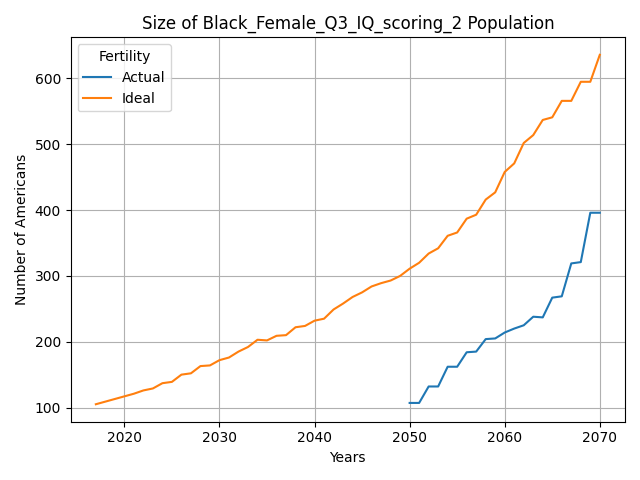 Size of Black_Female_Q3_IQ_scoring_2 Population
Fertility
Actual
Ideal
Number of Americans
600
500
400
300
200
100
2020 2030 2040 2050 2060 2070
Years